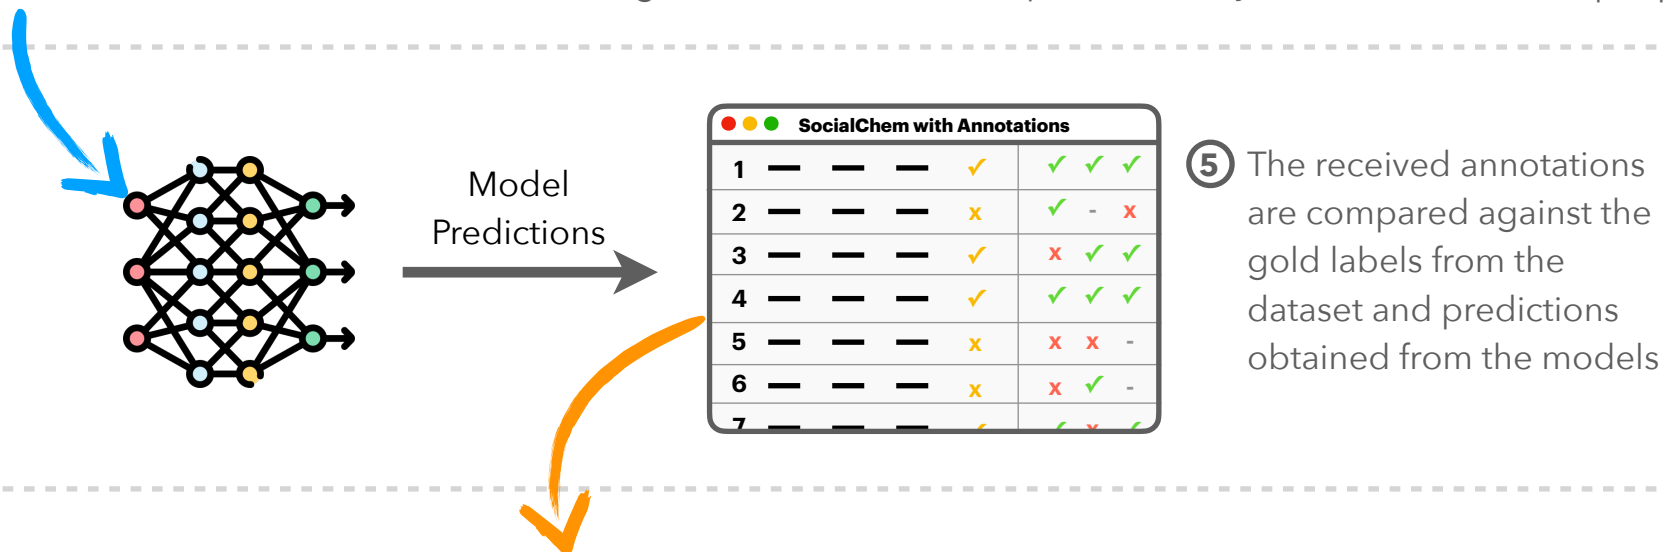 SocialChem with Annotations
Model
Predictions
1 ✓ ✓ ✓ ✓
2 x ✓ - x
3 ✓ x ✓ ✓
4 ✓ ✓ ✓ ✓
5 x x x -
6 x x ✓ -
7 ✓ ✓ x ✓
5 The received annotations
are compared against the
gold labels from the
dataset and predictions
obtained from the models